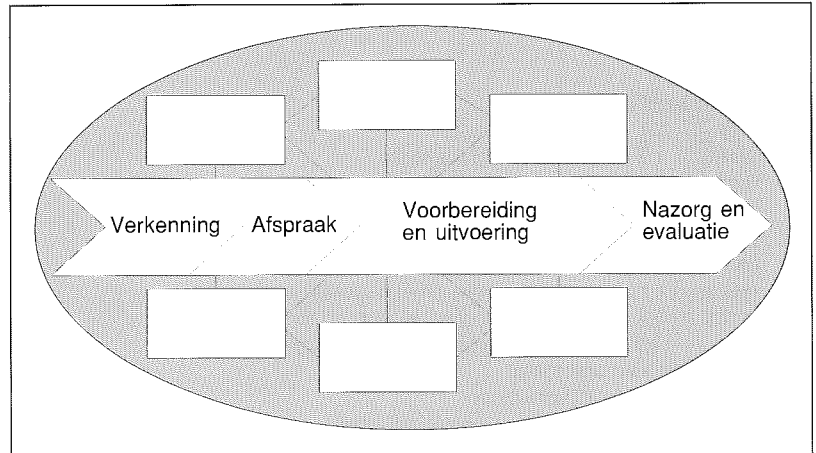 Verkenning
Afspraak
Voorbereiding
en uitvoering
Nazorg en
evaluatie